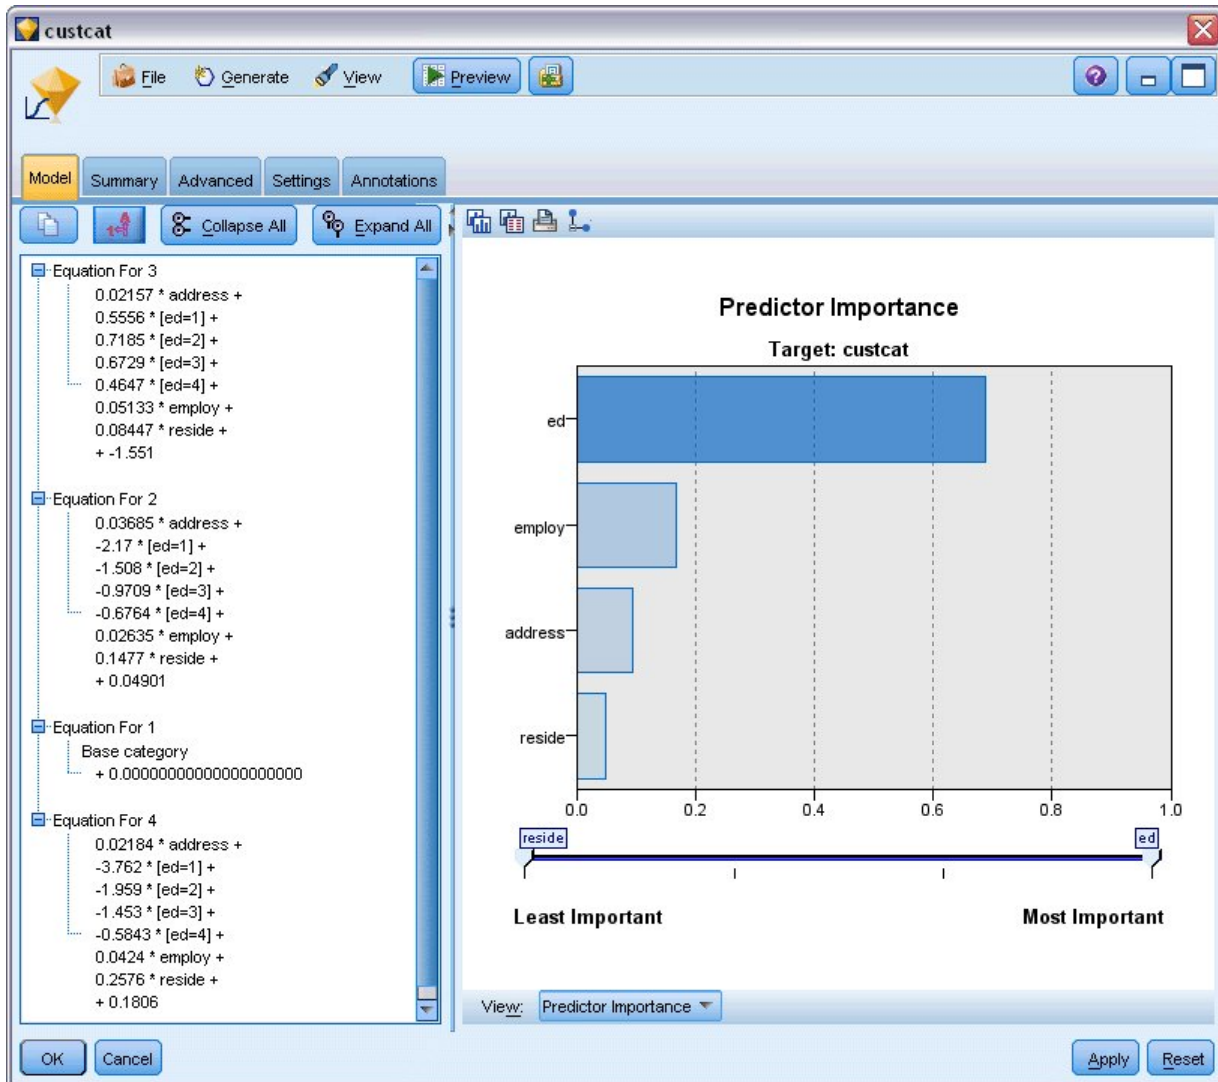 custcat
File Generate View Preview
Model Summary Advanced Settings Annotations
Collapse All Expand All
Equation For 3
0.02157 * address +
0.5556 * [ed=1] +
0.7185 * [ed=2] +
0.6729 * [ed=3] +
0.4647 * [ed=4] +
0.05133 * employ +
0.08447 * reside +
+ -1.551
Equation For 2
0.03685 * address +
-2.17 * [ed=1] +
-1.508 * [ed=2] +
-0.9709 * [ed=3] +
-0.6764 * [ed=4] +
0.02635 * employ +
0.1477 * reside +
+ 0.04901
Equation For 1
Base category
+ 0.00000000000000000000
Equation For 4
0.02184 * address +
-3.762 * [ed=1] +
-1.959 * [ed=2] +
-1.453 * [ed=3] +
-0.5843 * [ed=4] +
0.0424 * employ +
0.2576 * reside +
+ 0.1806
Predictor Importance
Target: custcat
ed
employ
address
reside
0.0 0.2 0.4 0.6 0.8 1.0
reside ed
Least Important Most Important
View: Predictor Importance
OK Cancel Apply Reset